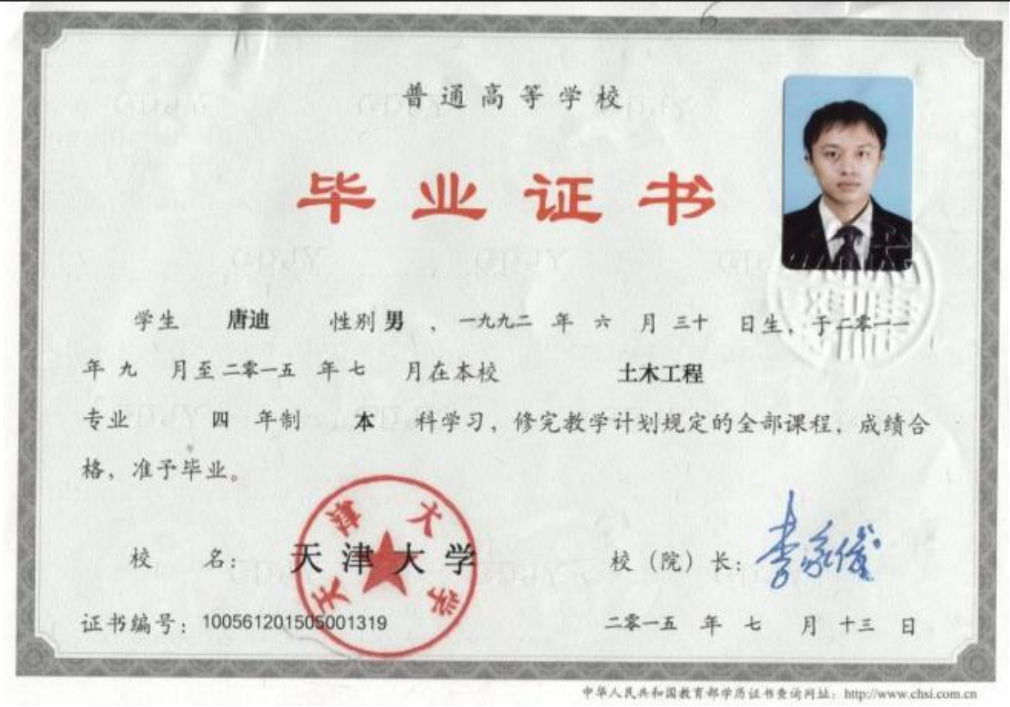 普通高等学校
毕业证书
学生 唐迪 性别 男 ，一九九二 年 六 月 三十 日生，于二零一一
年 九 月至 二零一五 年 七 月在本校 土木工程
专业 四 年制 本 科学习，修完教学计划规定的全部课程，成绩合
格，准予毕业。
校 名： 天津大学 校（院）长：
天津大学
证书编号：100561201505001319 二零一五 年 七 月 十三 日
中华人民共和国教育部学历证书查询网址：http://www.chsi.com.cn